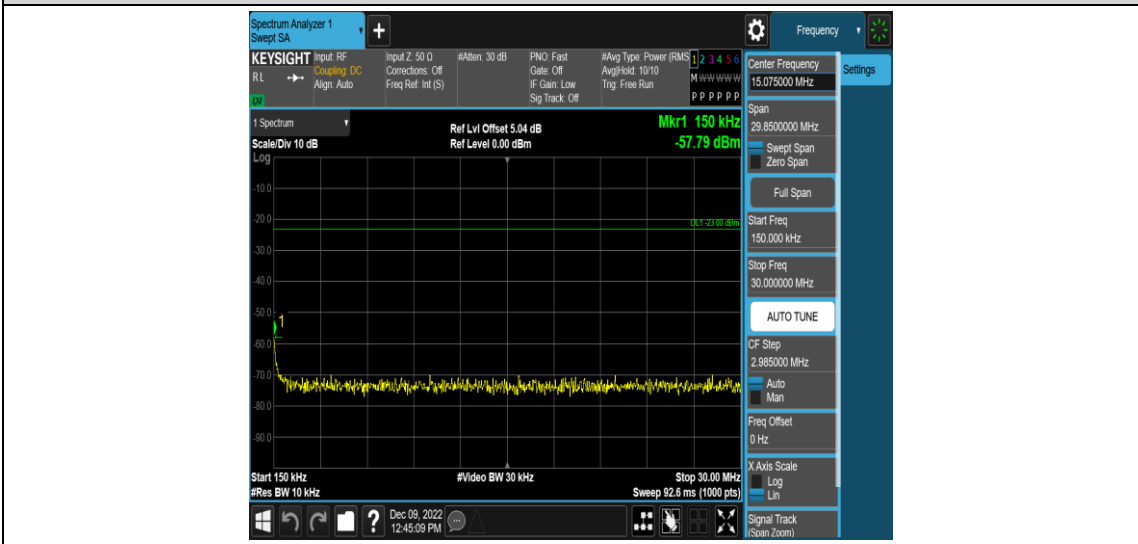 Spectrum Analyzer 1
Swept SA
+
Frequency
KEYSIGHT
RL
LXI
Input: RF
Coupling: DC
Align: Auto
Input Z: 50 Ω
Corrections: Off
Freq Ref: Int (S)
#Atten: 30 dB
PNO: Fast
Gate: Off
IF Gain: Low
Sig Track: Off
#Avg Type: Power (RMS
Avg|Hold: 10/10
Trig: Free Run
1 2 3 4 5 6
M W W W W W
P P P P P P
1 Spectrum
Scale/Div 10 dB
Log
Ref Lvl Offset 5.04 dB
Ref Level 0.00 dBm
Mkr1 150 kHz
-57.79 dBm
-10.0
-20.0
DL1 -23.00 dBm
-30.0
-40.0
-50.0
1
-60.0
-70.0
-80.0
-90.0
Start 150 kHz
#Video BW 30 kHz
Stop 30.00 MHz
#Res BW 10 kHz
Sweep 92.6 ms (1000 pts)
?
Dec 09, 2022
12:45:09 PM
Center Frequency
15.075000 MHz
Settings
Span
29.8500000 MHz
Swept Span
Zero Span
Full Span
Start Freq
150.000 kHz
Stop Freq
30.000000 MHz
AUTO TUNE
CF Step
2.985000 MHz
Auto
Man
Freq Offset
0 Hz
X Axis Scale
Log
Lin
Signal Track
(Span Zoom)